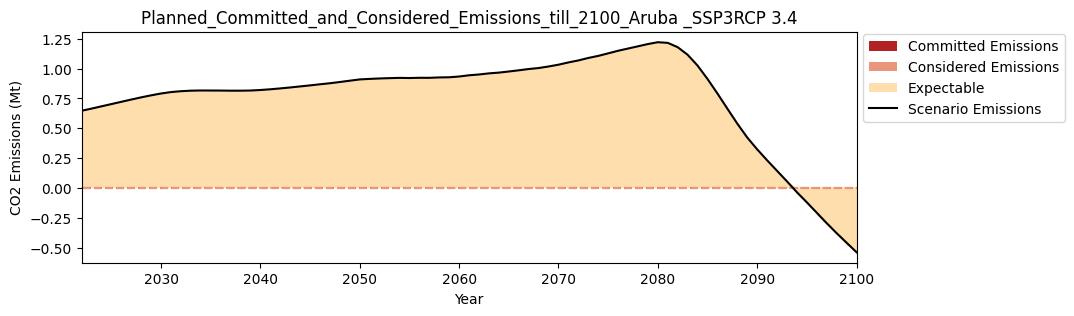 Planned_Committed_and_Considered_Emissions_till_2100_Aruba _SSP3RCP 3.4
1.25
1.00
0.75
0.50
0.25
0.00
−0.25
−0.50
CO2 Emissions (Mt)
2030
2040
2050
2060
2070
2080
2090
2100
Year
Committed Emissions
Considered Emissions
Expectable
Scenario Emissions